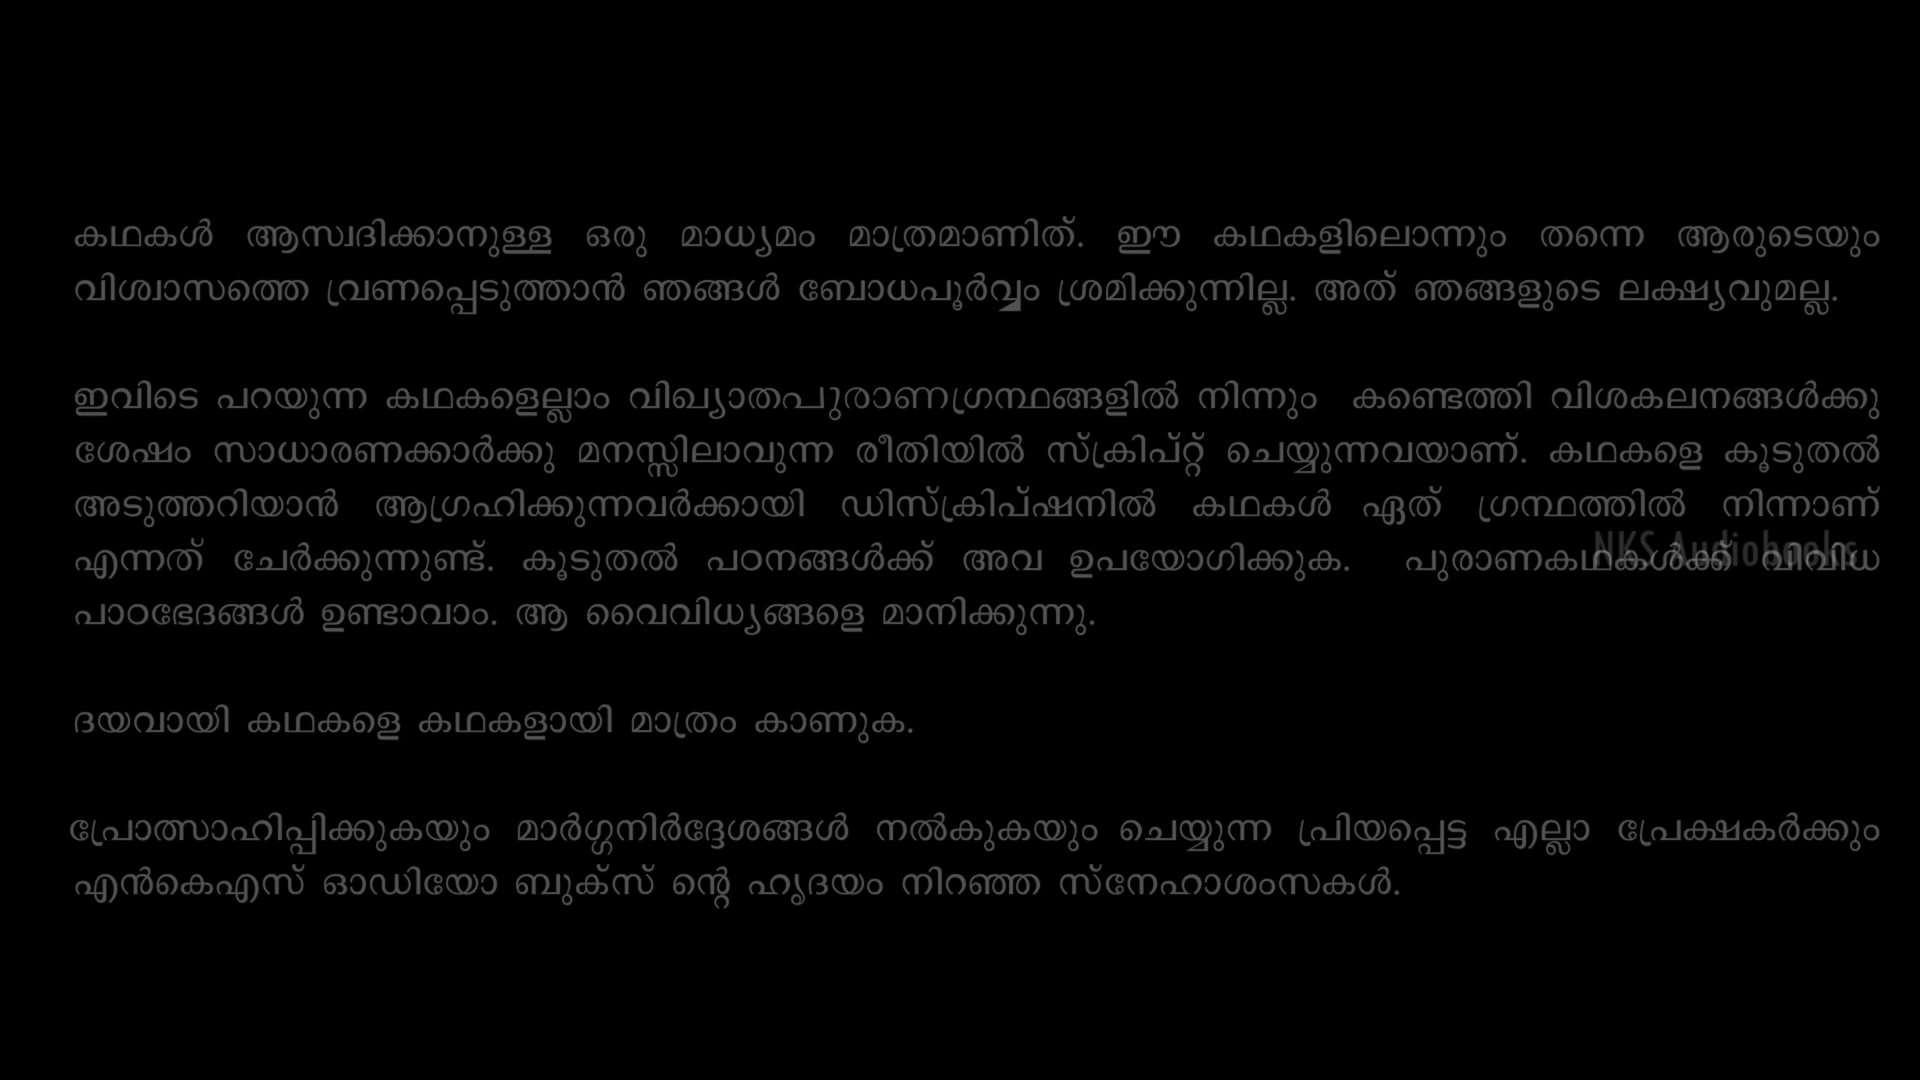 കഥകൾ ആസ്വദിക്കാനുള്ള ഒരു മാധ്യമം മാത്രമാണിത്. ഈ കഥകളിലൊന്നും തന്നെ ആരുടെയും
വിശ്വാസത്തെ വ്രണപ്പെടുത്താൻ ഞങ്ങൾ ബോധപൂർവ്വം ശ്രമിക്കുന്നില്ല. അത് ഞങ്ങളുടെ ലക്ഷ്യവുമല്ല.
ഇവിടെ പറയുന്ന കഥകളെല്ലാം വിഖ്യാതപുരാണഗ്രന്ഥങ്ങളിൽ നിന്നും കണ്ടെത്തി വിശകലനങ്ങൾക്കു
ശേഷം സാധാരണക്കാർക്കു മനസ്സിലാവുന്ന രീതിയിൽ സ്ക്രിപ്റ്റ് ചെയ്യുന്നവയാണ്. കഥകളെ കൂടുതൽ
അടുത്തറിയാൻ ആഗ്രഹിക്കുന്നവർക്കായി ഡിസ്ക്രിപ്ഷനിൽ കഥകൾ ഏത് ഗ്രന്ഥത്തിൽ നിന്നാണ്
എന്നത് ചേർക്കുന്നുണ്ട്. കൂടുതൽ പഠനങ്ങൾക്ക് അവ ഉപയോഗിക്കുക. പുരാണകഥകൾക്ക് വിവിധ
NKS Audiobooks
പാഠഭേദങ്ങൾ ഉണ്ടാവാം. ആ വൈവിധ്യങ്ങളെ മാനിക്കുന്നു.
ദയവായി കഥകളെ കഥകളായി മാത്രം കാണുക.
പ്രോത്സാഹിപ്പിക്കുകയും മാർഗ്ഗനിർദ്ദേശങ്ങൾ നൽകുകയും ചെയ്യുന്ന പ്രിയപ്പെട്ട എല്ലാ പ്രേക്ഷകർക്കും
എൻകെഎസ് ഓഡിയോ ബുക്സ് ന്റെ ഹൃദയം നിറഞ്ഞ സ്നേഹാശംസകൾ.